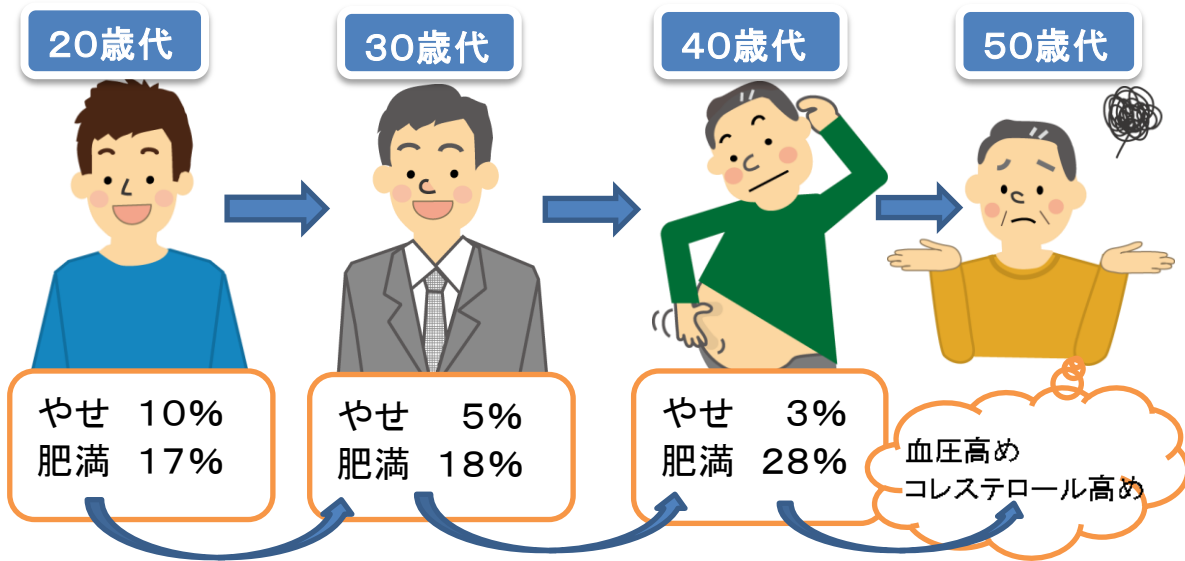 20歳代
30歳代
40歳代
50歳代
やせ 10%
肥満 17%
やせ 5%
肥満 18%
やせ 3%
肥満 28%
血圧高め
コレステロール高め